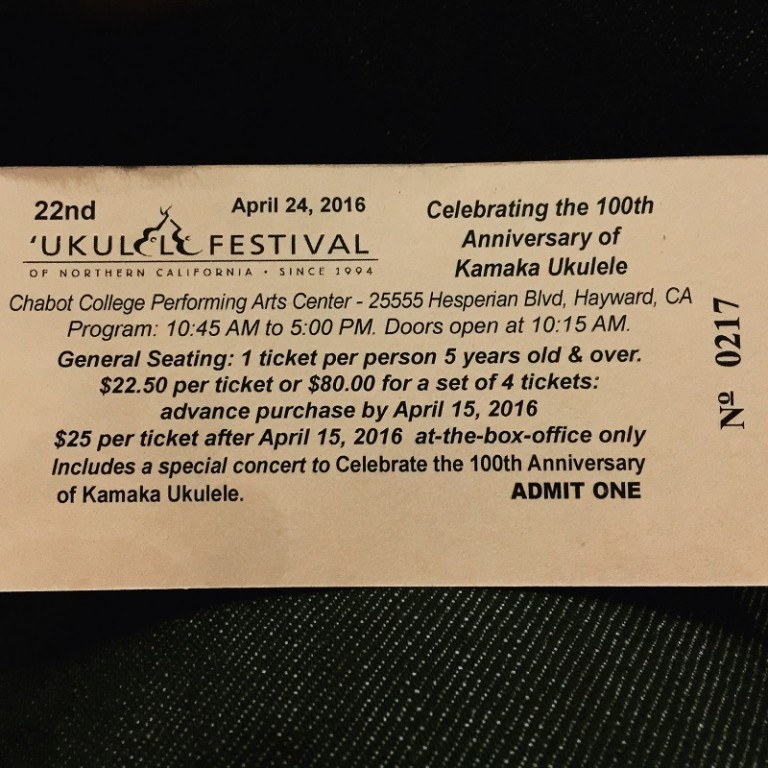 22nd April 24, 2016
'UKULELE FESTIVAL
OF NORTHERN CALIFORNIA • SINCE 1994
Celebrating the 100th
Anniversary of
Kamaka Ukulele
Chabot College Performing Arts Center - 25555 Hesperian Blvd, Hayward, CA
Program: 10:45 AM to 5:00 PM. Doors open at 10:15 AM.
General Seating: 1 ticket per person 5 years old & over.
$22.50 per ticket or $80.00 for a set of 4 tickets:
advance purchase by April 15, 2016
$25 per ticket after April 15, 2016 at-the-box-office only
Includes a special concert to Celebrate the 100th Anniversary
of Kamaka Ukulele. ADMIT ONE
Nº 0217